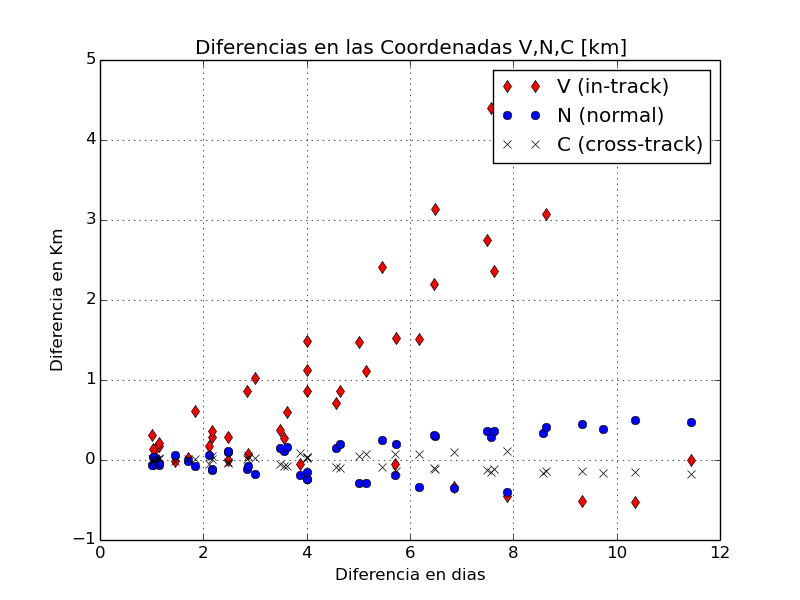 Diferencias en las Coordenadas V,N,C [km]
V (in-track)
N (normal)
C (cross-track)
5
4
3
2
1
0
−1
Diferencia en Km
0 2 4 6 8 10 12
Diferencia en dias